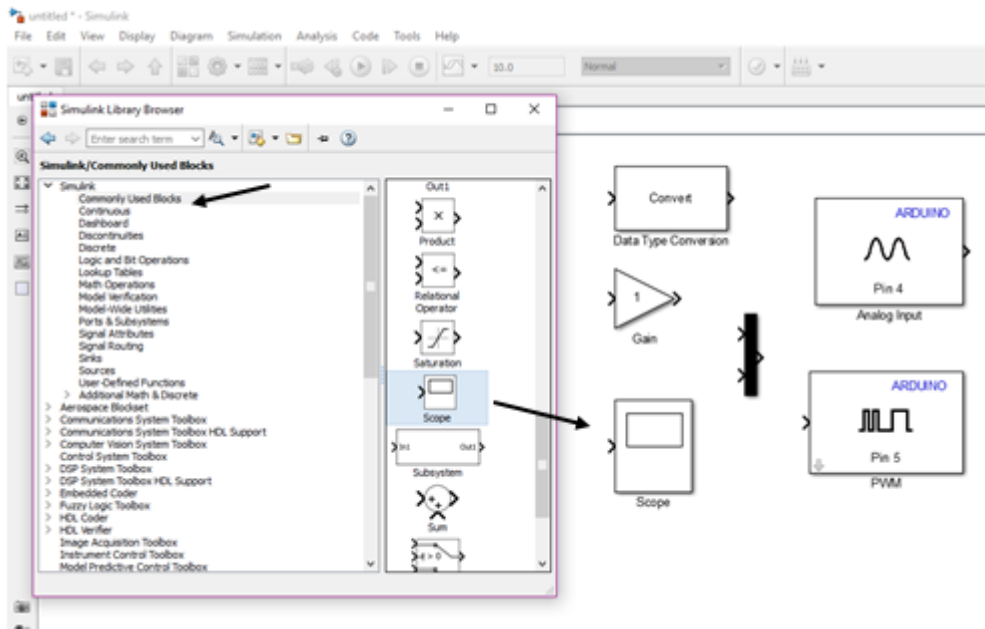 untitled * - Simulink
File Edit View Display Diagram Simulation Analysis Code Tools Help
10.0 Normal
Simulink Library Browser
Enter search term
Simulink/Commonly Used Blocks
Simulink
Commonly Used Blocks
Continuous
Dashboard
Discontinuities
Discrete
Logic and Bit Operations
Lookup Tables
Math Operations
Model Verification
Model-Wide Utilities
Ports & Subsystems
Signal Attributes
Signal Routing
Sinks
Sources
User-Defined Functions
Additional Math & Discrete
Aerospace Blockset
Communications System Toolbox
Communications System Toolbox HDL Support
Computer Vision System Toolbox
Control System Toolbox
DSP System Toolbox
DSP System Toolbox HDL Support
Embedded Coder
Fuzzy Logic Toolbox
HDL Coder
HDL Verifier
Image Acquisition Toolbox
Instrument Control Toolbox
Model Predictive Control Toolbox
Out1
×
Product
<=
Relational
Operator
Saturation
Scope
In1 Out1
Subsystem
Sum
> 0
Convert
Data Type Conversion
1
Gain
Scope
ARDUINO
Pin 4
Analog Input
ARDUINO
Pin 5
PWM